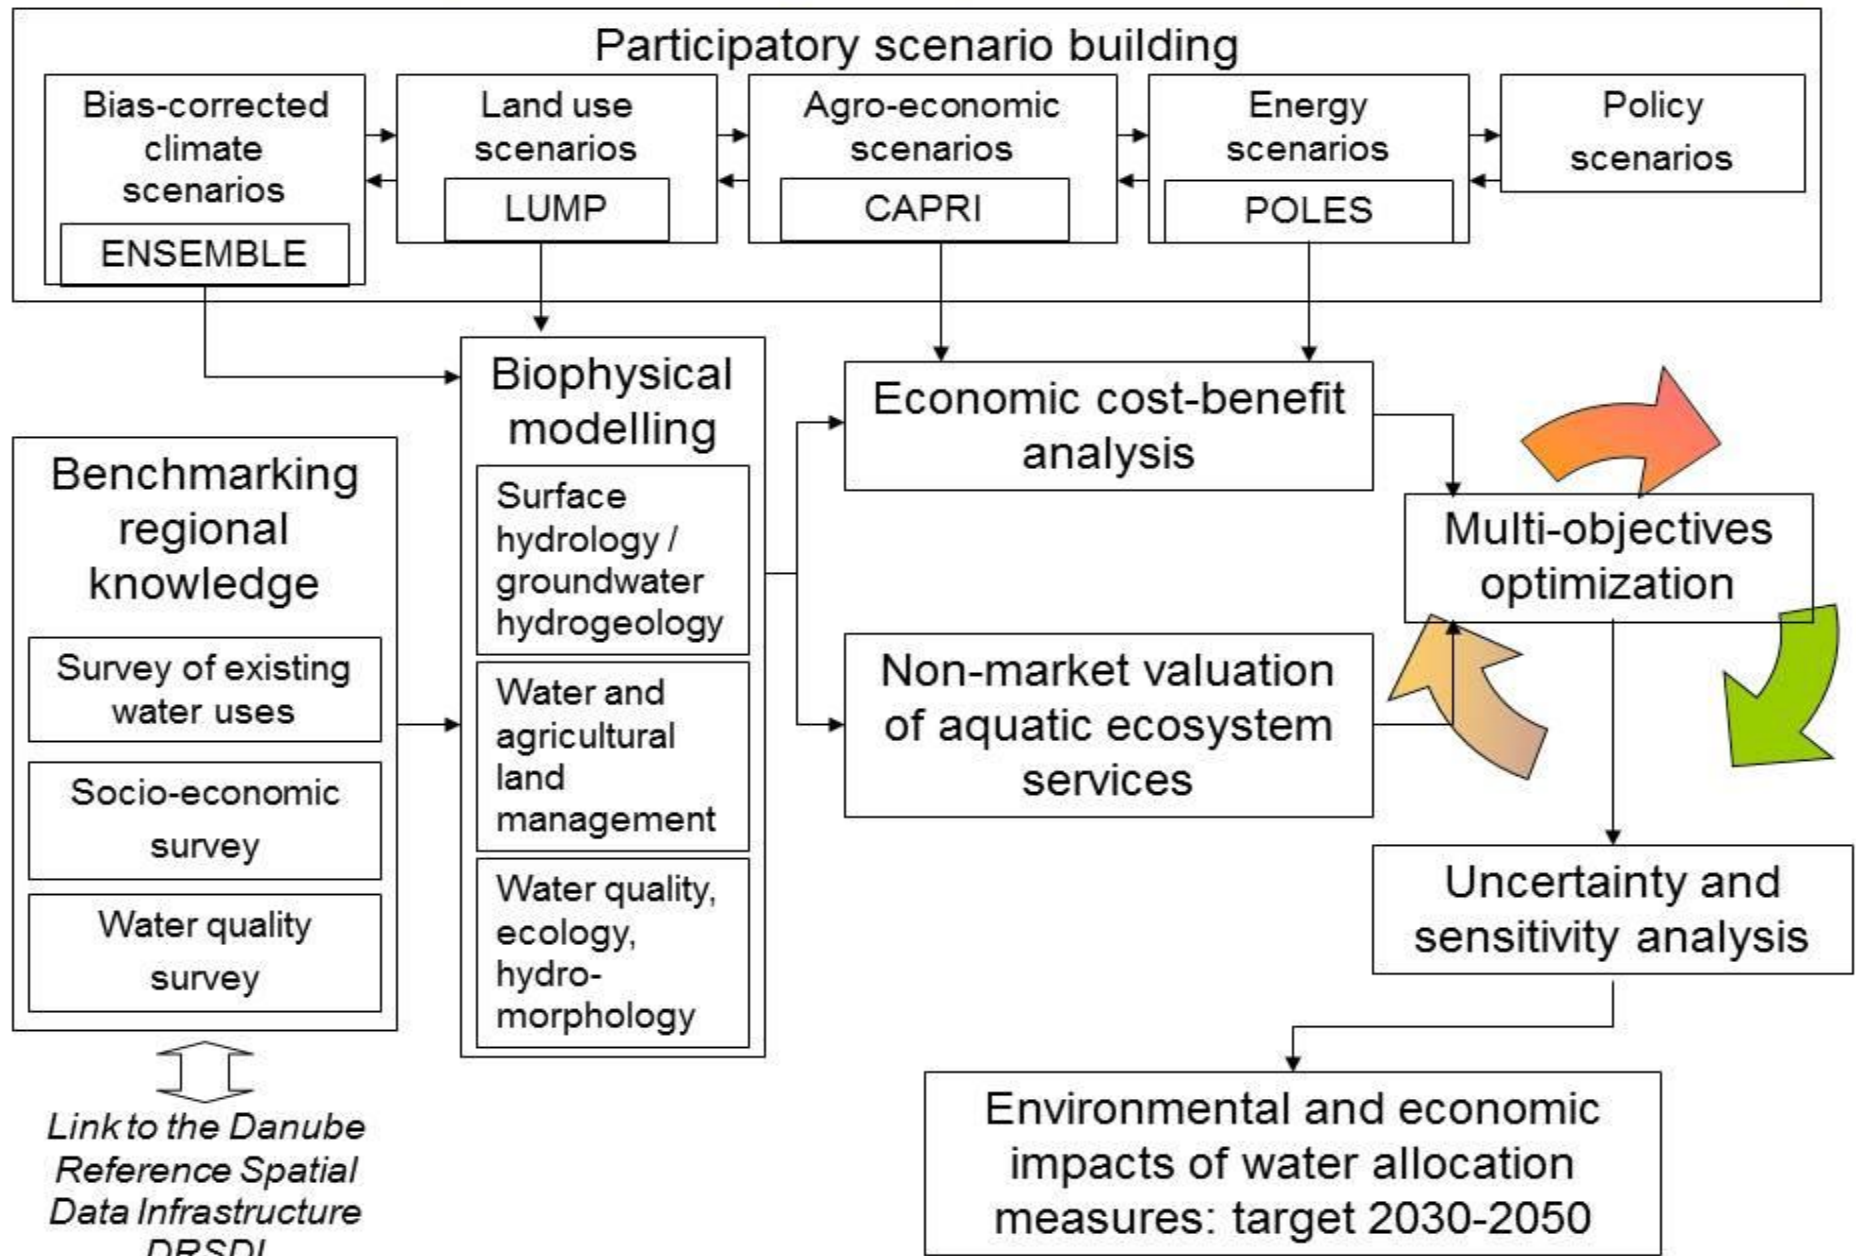 Participatory scenario building
Bias-corrected
climate
scenarios
ENSEMBLE
Land use
scenarios
LUMP
Agro-economic
scenarios
CAPRI
Energy
scenarios
POLES
Policy
scenarios
Benchmarking
regional
knowledge
Survey of existing
water uses
Socio-economic
survey
Water quality
survey
Link to the Danube
Reference Spatial
Data Infrastructure
DRSDI
Biophysical
modelling
Surface
hydrology /
groundwater
hydrogeology
Water and
agricultural
land
management
Water quality,
ecology,
hydro-
morphology
Economic cost-benefit
analysis
Non-market valuation
of aquatic ecosystem
services
Multi-objectives
optimization
Uncertainty and
sensitivity analysis
Environmental and economic
impacts of water allocation
measures: target 2030-2050